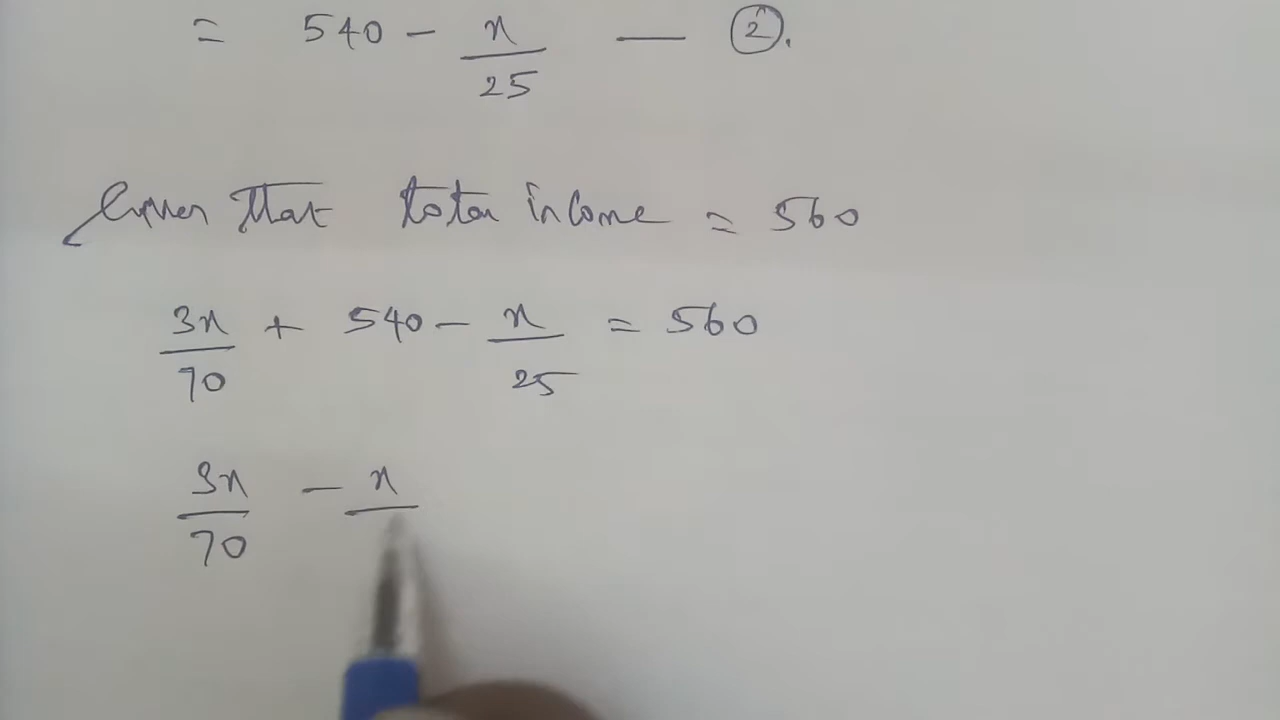 = 540 - x/25 — ②.
Given that total income = 560
3x/70 + 540 - x/25 = 560
3x/70 - x/